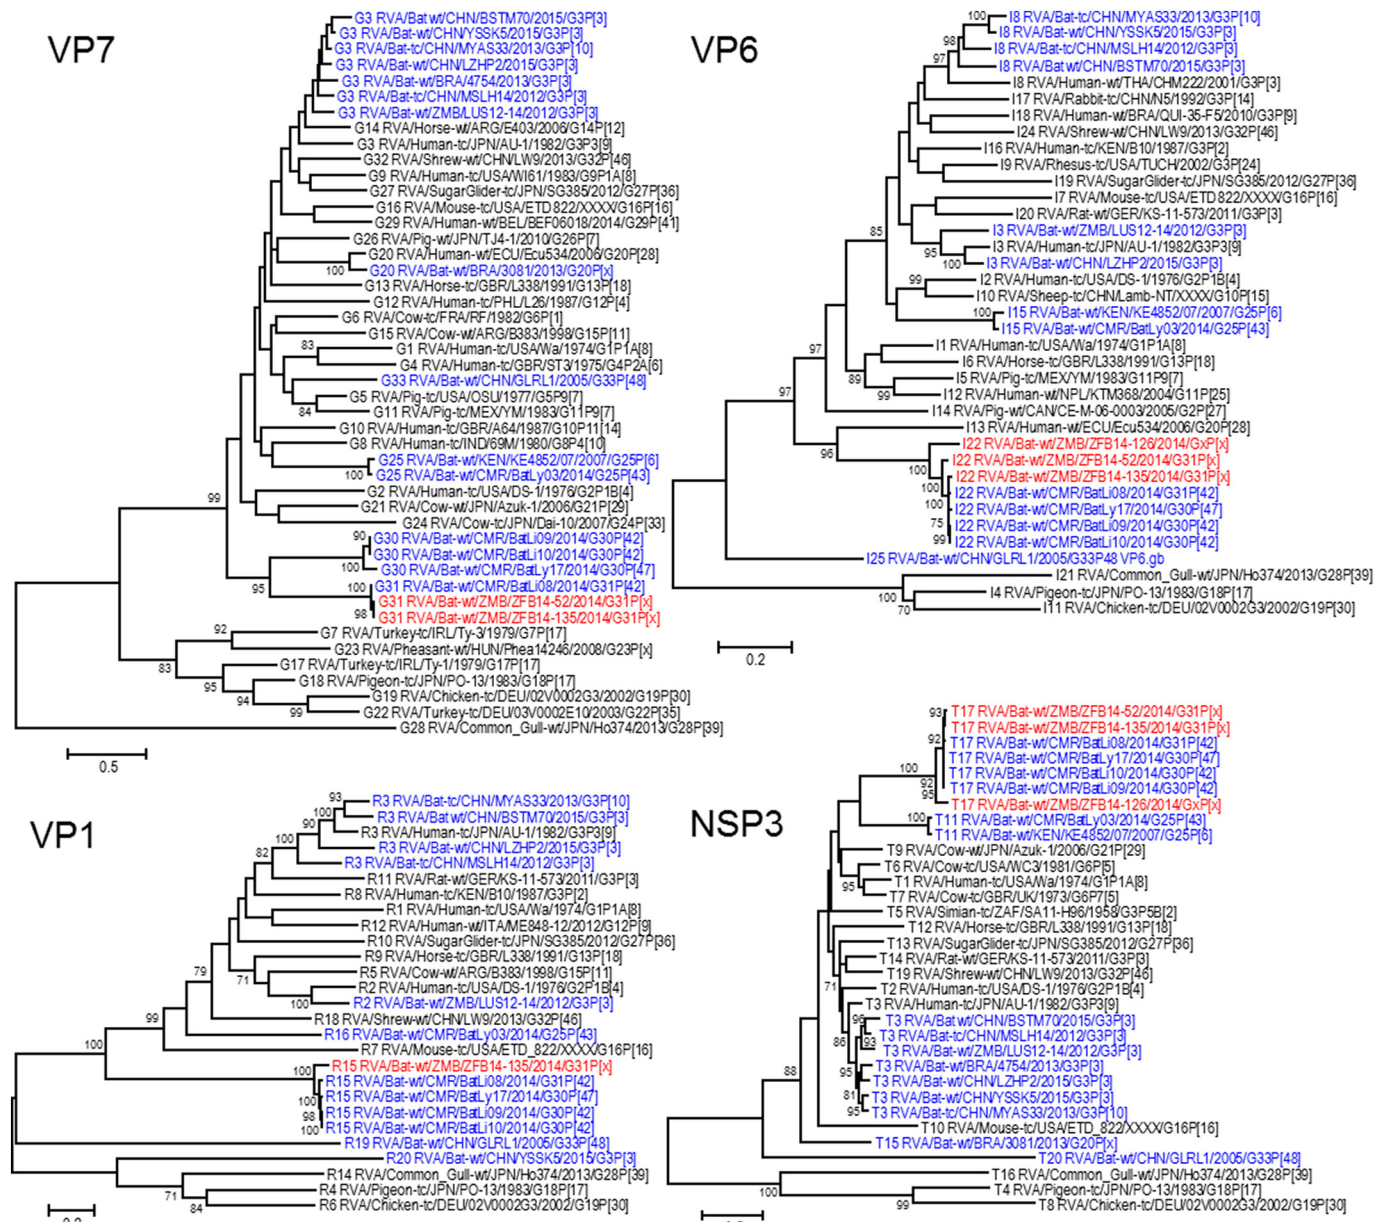 VP7
G3 RVA/Bat wt/CHN/BSTM70/2015/G3P[3]
G3 RVA/Bat-wt/CHN/YSSK5/2015/G3P[3]
G3 RVA/Bat-tc/CHN/MYAS33/2013/G3P[10]
G3 RVA/Bat-wt/CHN/LZHP2/2015/G3P[3]
G3 RVA/Bat-wt/BRA/4754/2013/G3P[3]
G3 RVA/Bat-tc/CHN/MSLH14/2012/G3P[3]
G3 RVA/Bat-wt/ZMB/LUS12-14/2012/G3P[3]
G14 RVA/Horse-wt/ARG/E403/2006/G14P[12]
G3 RVA/Human-tc/JPN/AU-1/1982/G3P3[9]
G32 RVA/Shrew-wt/CHN/LW9/2013/G32P[46]
G9 RVA/Human-tc/USA/WI61/1983/G9P1A[8]
G27 RVA/SugarGlider-tc/JPN/SG385/2012/G27P[36]
G16 RVA/Mouse-tc/USA/ETD 822/XXXX/G16P[16]
G29 RVA/Human-wt/BEL/BEF06018/2014/G29P[41]
G26 RVA/Pig-wt/JPN/TJ4-1/2010/G26P[7]
G20 RVA/Human-wt/ECU/Ecu534/2006/G20P[28]
100 G20 RVA/Bat-wt/BRA/3081/2013/G20P[x]
G13 RVA/Horse-tc/GBR/L338/1991/G13P[18]
G12 RVA/Human-tc/PHL/L26/1987/G12P[4]
G6 RVA/Cow-tc/FRA/RF/1982/G6P[1]
G15 RVA/Cow-wt/ARG/B383/1998/G15P[11]
83 G1 RVA/Human-tc/USA/Wa/1974/G1P1A[8]
G4 RVA/Human-tc/GBR/ST3/1975/G4P2A[6]
G33 RVA/Bat-wt/CHN/GLRL1/2005/G33P[48]
G5 RVA/Pig-tc/USA/OSU/1977/G5P9[7]
84 G11 RVA/Pig-tc/MEX/YM/1983/G11P9[7]
G10 RVA/Human-tc/GBR/A64/1987/G10P11[14]
G8 RVA/Human-tc/IND/69M/1980/G8P4[10]
G25 RVA/Bat-wt/KEN/KE4852/07/2007/G25P[6]
100 G25 RVA/Bat-wt/CMR/BatLy03/2014/G25P[43]
99 G2 RVA/Human-tc/USA/DS-1/1976/G2P1B[4]
G21 RVA/Cow-wt/JPN/Azuk-1/2006/G21P[29]
G24 RVA/Cow-tc/JPN/Dai-10/2007/G24P[33]
90 G30 RVA/Bat-wt/CMR/BatLi09/2014/G30P[42]
G30 RVA/Bat-wt/CMR/BatLi10/2014/G30P[42]
100 G30 RVA/Bat-wt/CMR/BatLy17/2014/G30P[47]
95 100 G31 RVA/Bat-wt/CMR/BatLi08/2014/G31P[42]
G31 RVA/Bat-wt/ZMB/ZFB14-52/2014/G31P[x]
98 G31 RVA/Bat-wt/ZMB/ZFB14-135/2014/G31P[x]
92 G7 RVA/Turkey-tc/IRL/Ty-3/1979/G7P[17]
G23 RVA/Pheasant-wt/HUN/Phea14246/2008/G23P[x]
83 G17 RVA/Turkey-tc/IRL/Ty-1/1979/G17P[17]
95 G18 RVA/Pigeon-tc/JPN/PO-13/1983/G18P[17]
94 G19 RVA/Chicken-tc/DEU/02V0002G3/2002/G19P[30]
99 G22 RVA/Turkey-tc/DEU/03V0002E10/2003/G22P[35]
G28 RVA/Common_Gull-wt/JPN/Ho374/2013/G28P[39]
0.5
VP6
100 I8 RVA/Bat-tc/CHN/MYAS33/2013/G3P[10]
98 I8 RVA/Bat-wt/CHN/YSSK5/2015/G3P[3]
I8 RVA/Bat-tc/CHN/MSLH14/2012/G3P[3]
97 I8 RVA/Bat wt/CHN/BSTM70/2015/G3P[3]
I8 RVA/Human-wt/THA/CHM222/2001/G3P[3]
I17 RVA/Rabbit-tc/CHN/N5/1992/G3P[14]
I18 RVA/Human-wt/BRA/QUI-35-F5/2010/G3P[9]
I24 RVA/Shrew-wt/CHN/LW9/2013/G32P[46]
I16 RVA/Human-tc/KEN/B10/1987/G3P[2]
I9 RVA/Rhesus-tc/USA/TUCH/2002/G3P[24]
I19 RVA/SugarGlider-tc/JPN/SG385/2012/G27P[36]
I7 RVA/Mouse-tc/USA/ETD 822/XXXX/G16P[16]
I20 RVA/Rat-wt/GER/KS-11-573/2011/G3P[3]
85 I3 RVA/Bat-wt/ZMB/LUS12-14/2012/G3P[3]
95 I3 RVA/Human-tc/JPN/AU-1/1982/G3P3[9]
100 I3 RVA/Bat-wt/CHN/LZHP2/2015/G3P[3]
99 I2 RVA/Human-tc/USA/DS-1/1976/G2P1B[4]
I10 RVA/Sheep-tc/CHN/Lamb-NT/XXXX/G10P[15]
100 I15 RVA/Bat-wt/KEN/KE4852/07/2007/G25P[6]
I15 RVA/Bat-wt/CMR/BatLy03/2014/G25P[43]
97 I1 RVA/Human-tc/USA/Wa/1974/G1P1A[8]
I6 RVA/Horse-tc/GBR/L338/1991/G13P[18]
89 I5 RVA/Pig-tc/MEX/YM/1983/G11P9[7]
97 99 I12 RVA/Human-wt/NPL/KTM368/2004/G11P[25]
I14 RVA/Pig-wt/CAN/CE-M-06-0003/2005/G2P[27]
I13 RVA/Human-wt/ECU/Ecu534/2006/G20P[28]
96 I22 RVA/Bat-wt/ZMB/ZFB14-126/2014/GxP[x]
100 I22 RVA/Bat-wt/ZMB/ZFB14-52/2014/G31P[x]
I22 RVA/Bat-wt/ZMB/ZFB14-135/2014/G31P[x]
100 I22 RVA/Bat-wt/CMR/BatLi08/2014/G31P[42]
100 I22 RVA/Bat-wt/CMR/BatLy17/2014/G30P[47]
75 I22 RVA/Bat-wt/CMR/BatLi09/2014/G30P[42]
99 I22 RVA/Bat-wt/CMR/BatLi10/2014/G30P[42]
I25 RVA/Bat-wt/CHN/GLRL1/2005/G33P48 VP6.gb
I21 RVA/Common_Gull-wt/JPN/Ho374/2013/G28P[39]
100 I4 RVA/Pigeon-tc/JPN/PO-13/1983/G18P[17]
70 I11 RVA/Chicken-tc/DEU/02V0002G3/2002/G19P[30]
0.2
VP1
93 R3 RVA/Bat-tc/CHN/MYAS33/2013/G3P[10]
100 R3 RVA/Bat-wt/CHN/BSTM70/2015/G3P[3]
90 R3 RVA/Human-tc/JPN/AU-1/1982/G3P3[9]
100 R3 RVA/Bat-wt/CHN/LZHP2/2015/G3P[3]
82 R3 RVA/Bat-tc/CHN/MSLH14/2012/G3P[3]
R11 RVA/Rat-wt/GER/KS-11-573/2011/G3P[3]
R8 RVA/Human-tc/KEN/B10/1987/G3P[2]
R1 RVA/Human-tc/USA/Wa/1974/G1P1A[8]
R12 RVA/Human-wt/ITA/ME848-12/2012/G12P[9]
R10 RVA/SugarGlider-tc/JPN/SG385/2012/G27P[36]
R9 RVA/Horse-tc/GBR/L338/1991/G13P[18]
79 71 R5 RVA/Cow-wt/ARG/B383/1998/G15P[11]
R2 RVA/Human-tc/USA/DS-1/1976/G2P1B[4]
100 R2 RVA/Bat-wt/ZMB/LUS12-14/2012/G3P[3]
99 R18 RVA/Shrew-wt/CHN/LW9/2013/G32P[46]
R16 RVA/Bat-wt/CMR/BatLy03/2014/G25P[43]
100 R7 RVA/Mouse-tc/USA/ETD_822/XXXX/G16P[16]
100 R15 RVA/Bat-wt/ZMB/ZFB14-135/2014/G31P[x]
R15 RVA/Bat-wt/CMR/BatLi08/2014/G31P[42]
100 R15 RVA/Bat-wt/CMR/BatLy17/2014/G30P[47]
98 R15 RVA/Bat-wt/CMR/BatLi09/2014/G30P[42]
100 R15 RVA/Bat-wt/CMR/BatLi10/2014/G30P[42]
R19 RVA/Bat-wt/CHN/GLRL1/2005/G33P[48]
R20 RVA/Bat-wt/CHN/YSSK5/2015/G3P[3]
R14 RVA/Common_Gull-wt/JPN/Ho374/2013/G28P[39]
71 R4 RVA/Pigeon-tc/JPN/PO-13/1983/G18P[17]
84 R6 RVA/Chicken-tc/DEU/02V0002G3/2002/G19P[30]
NSP3
93 T17 RVA/Bat-wt/ZMB/ZFB14-52/2014/G31P[x]
T17 RVA/Bat-wt/ZMB/ZFB14-135/2014/G31P[x]
92 T17 RVA/Bat-wt/CMR/BatLi08/2014/G31P[42]
T17 RVA/Bat-wt/CMR/BatLy17/2014/G30P[47]
100 T17 RVA/Bat-wt/CMR/BatLi10/2014/G30P[42]
92 T17 RVA/Bat-wt/CMR/BatLi09/2014/G30P[42]
95 T17 RVA/Bat-wt/ZMB/ZFB14-126/2014/GxP[x]
100 T11 RVA/Bat-wt/CMR/BatLy03/2014/G25P[43]
T11 RVA/Bat-wt/KEN/KE4852/07/2007/G25P[6]
T9 RVA/Cow-wt/JPN/Azuk-1/2006/G21P[29]
T6 RVA/Cow-tc/USA/WC3/1981/G6P[5]
95 T1 RVA/Human-tc/USA/Wa/1974/G1P1A[8]
T7 RVA/Cow-tc/GBR/UK/1973/G6P7[5]
T5 RVA/Simian-tc/ZAF/SA11-H96/1958/G3P5B[2]
T12 RVA/Horse-tc/GBR/L338/1991/G13P[18]
T13 RVA/SugarGlider-tc/JPN/SG385/2012/G27P[36]
T14 RVA/Rat-wt/GER/KS-11-573/2011/G3P[3]
T19 RVA/Shrew-wt/CHN/LW9/2013/G32P[46]
71 T2 RVA/Human-tc/USA/DS-1/1976/G2P1B[4]
T3 RVA/Human-tc/JPN/AU-1/1982/G3P3[9]
96 T3 RVA/Bat wt/CHN/BSTM70/2015/G3P[3]
86 T3 RVA/Bat-tc/CHN/MSLH14/2012/G3P[3]
93 T3 RVA/Bat-wt/ZMB/LUS12-14/2012/G3P[3]
T3 RVA/Bat-wt/BRA/4754/2013/G3P[3]
95 T3 RVA/Bat-wt/CHN/LZHP2/2015/G3P[3]
88 81 T3 RVA/Bat-wt/CHN/YSSK5/2015/G3P[3]
95 T3 RVA/Bat-tc/CHN/MYAS33/2013/G3P[10]
T10 RVA/Mouse-tc/USA/ETD_822/XXXX/G16P[16]
T15 RVA/Bat-wt/BRA/3081/2013/G20P[x]
T20 RVA/Bat-wt/CHN/GLRL1/2005/G33P[48]
T16 RVA/Common_Gull-wt/JPN/Ho374/2013/G28P[39]
100 T4 RVA/Pigeon-tc/JPN/PO-13/1983/G18P[17]
99 T8 RVA/Chicken-tc/DEU/02V0002G3/2002/G19P[30]